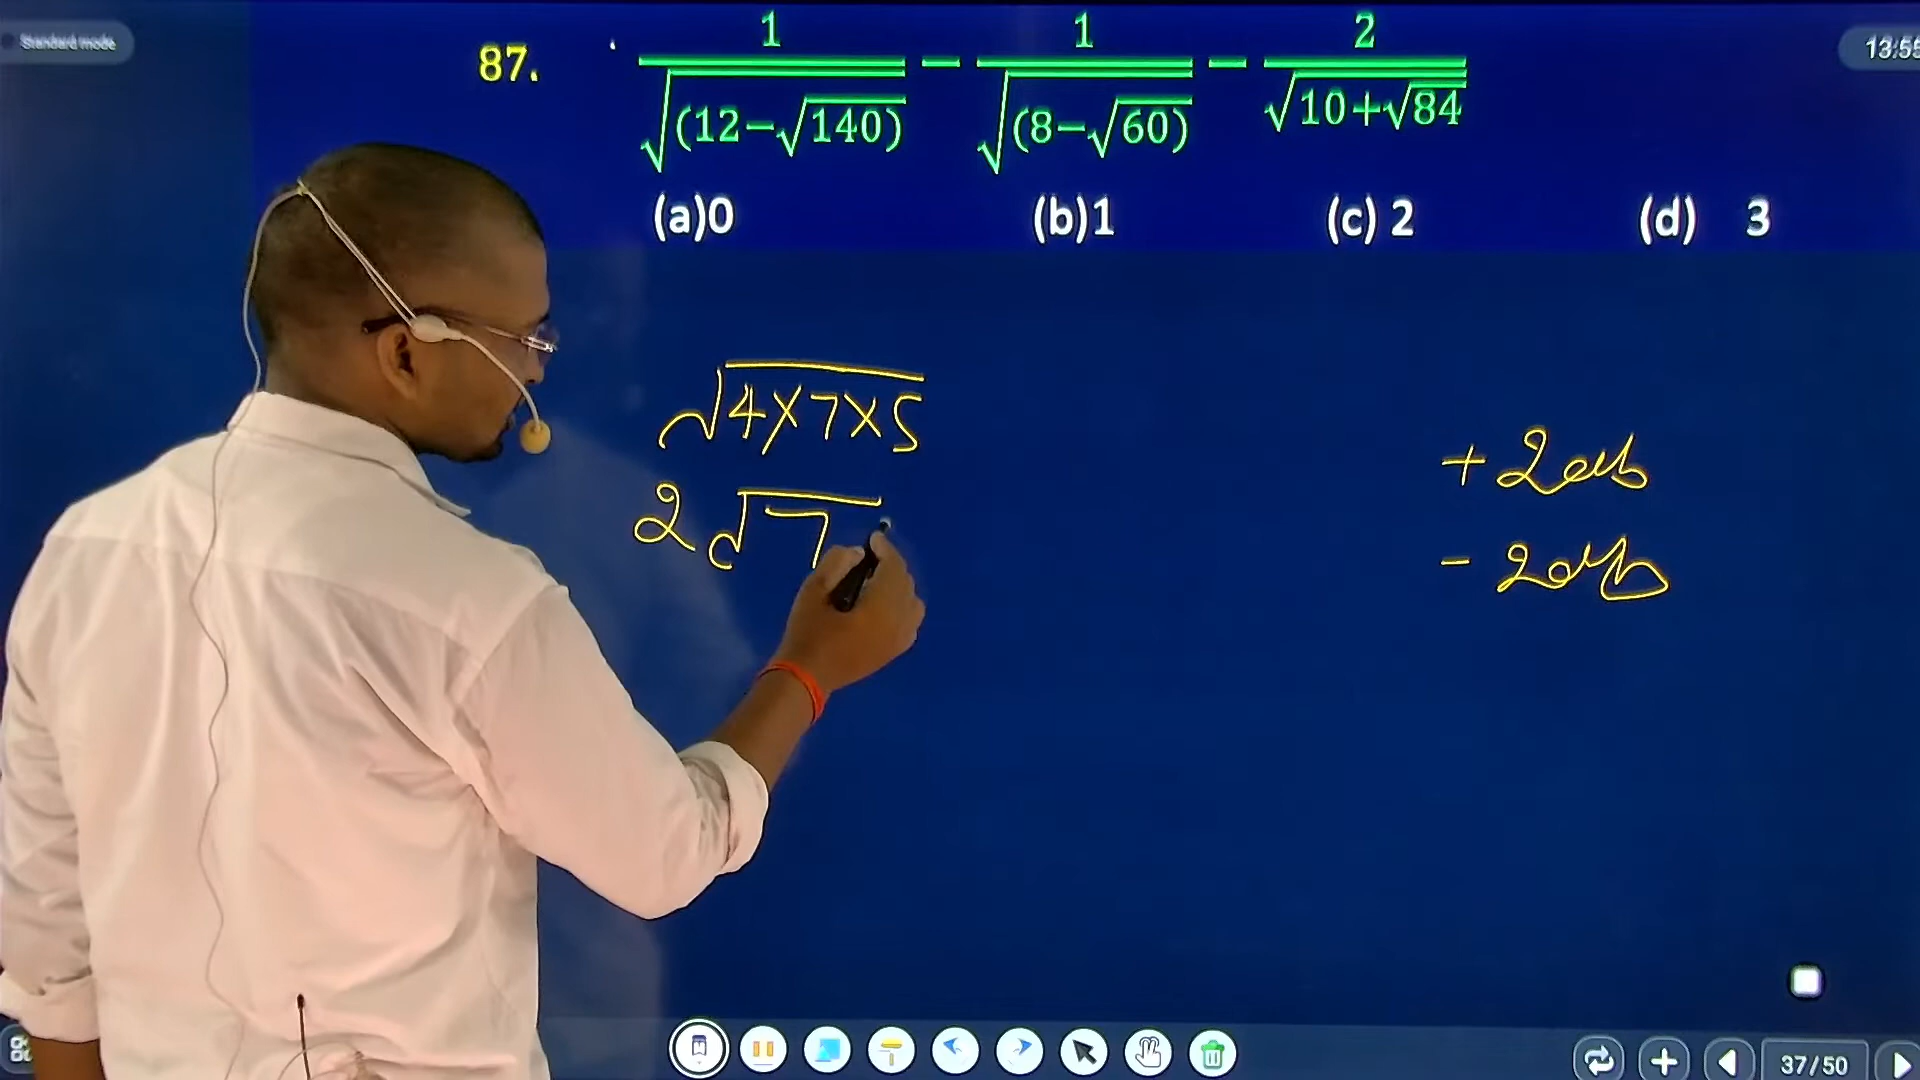 Standard mode
13:55
87. 1/√(12−√140) − 1/√(8−√60) − 2/√10+√84
(a)0 (b)1 (c) 2 (d) 3
√4×7×5
2√7
+2ab
-2ab
37/50